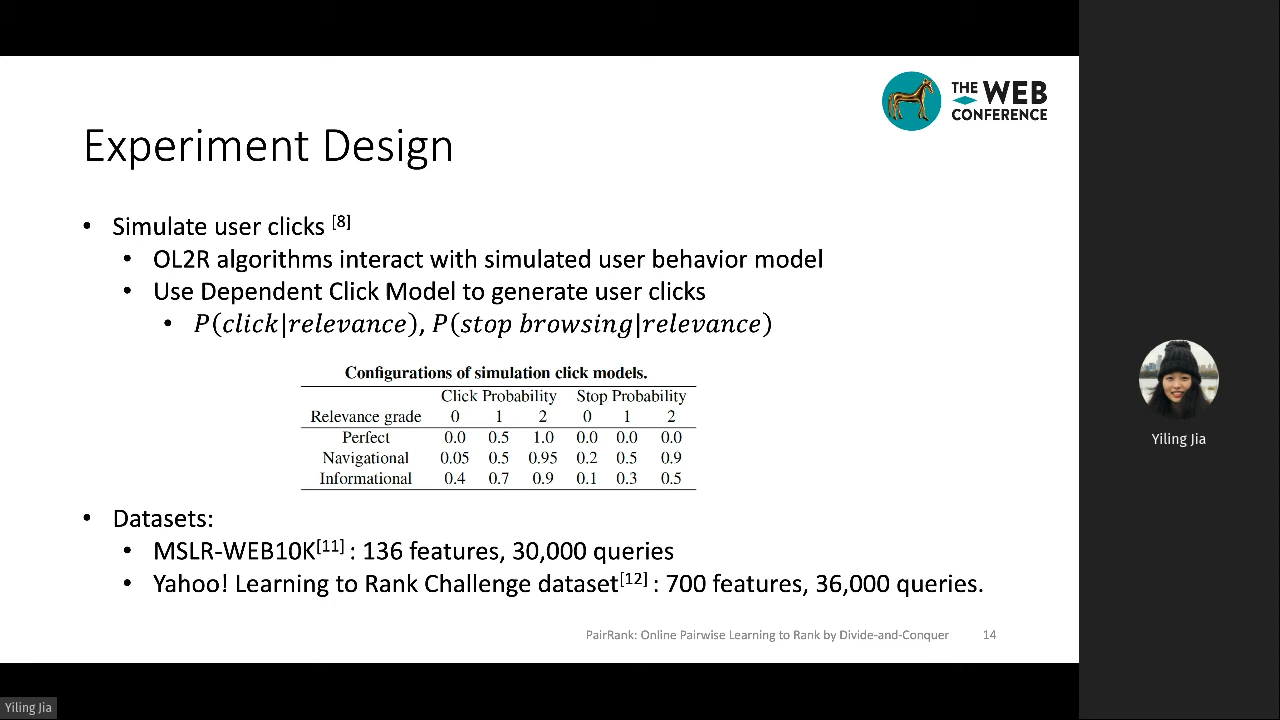 THE WEB
CONFERENCE
Experiment Design
• Simulate user clicks [8]
• OL2R algorithms interact with simulated user behavior model
• Use Dependent Click Model to generate user clicks
• P(click|relevance), P(stop browsing|relevance)
Configurations of simulation click models.
Click Probability Stop Probability
Relevance grade 0 1 2 0 1 2
Perfect 0.0 0.5 1.0 0.0 0.0 0.0
Navigational 0.05 0.5 0.95 0.2 0.5 0.9
Informational 0.4 0.7 0.9 0.1 0.3 0.5
• Datasets:
• MSLR-WEB10K[11] : 136 features, 30,000 queries
• Yahoo! Learning to Rank Challenge dataset[12] : 700 features, 36,000 queries.
PairRank: Online Pairwise Learning to Rank by Divide-and-Conquer 14
Yiling Jia
Yiling Jia